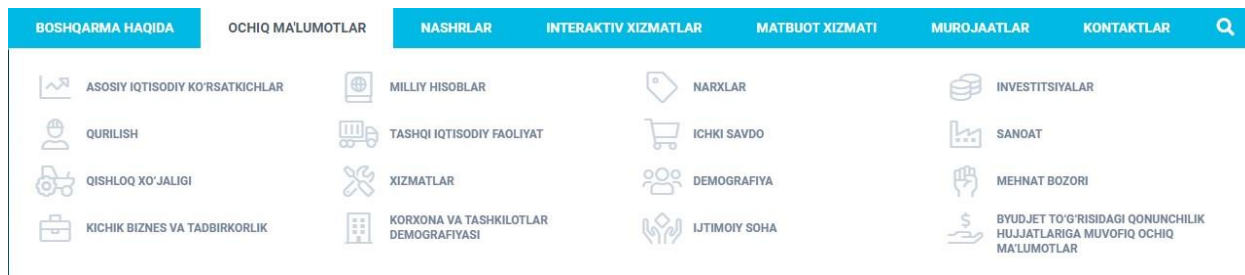 BOSHQARMA HAQIDA OCHIQ MA'LUMOTLAR NASHRLAR INTERAKTIV XIZMATLAR MATBUOT XIZMATI MUROJAATLAR KONTAKTLAR
ASOSIY IQTISODIY KO'RSATKICHLAR MILLIY HISOBLAR NARXLAR INVESTITSIYALAR
QURILISH TASHQI IQTISODIY FAOLIYAT ICHKI SAVDO SANOAT
QISHLOQ XO'JALIGI XIZMATLAR DEMOGRAFIYA MEHNAT BOZORI
KICHIK BIZNES VA TADBIRKORLIK
KORXONA VA TASHKILOTLAR
DEMOGRAFIYASI
IJTIMOIY SOHA
BYUDJET TO'G'RISIDAGI QONUNCHILIK
HUJJATLARIGA MUVOFIQ OCHIQ
MA'LUMOTLAR